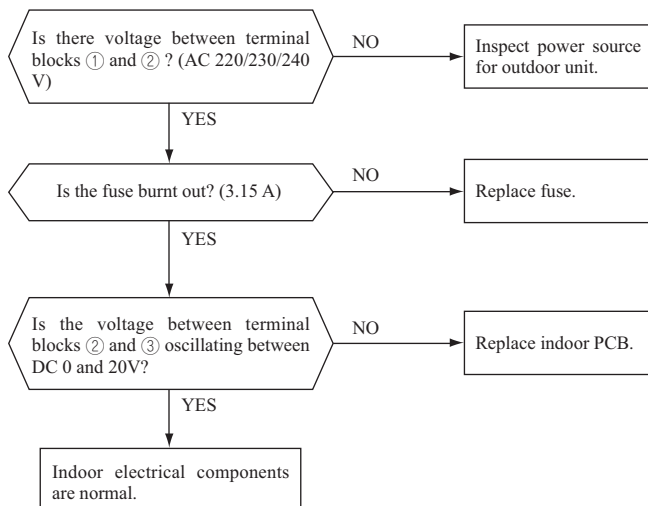 Is there voltage between terminal
blocks ① and ② ? (AC 220/230/240
V)
NO
Inspect power source
for outdoor unit.
YES
Is the fuse burnt out? (3.15 A)
NO
Replace fuse.
YES
Is the voltage between terminal
blocks ② and ③ oscillating between
DC 0 and 20V?
NO
Replace indoor PCB.
YES
Indoor electrical components
are normal.